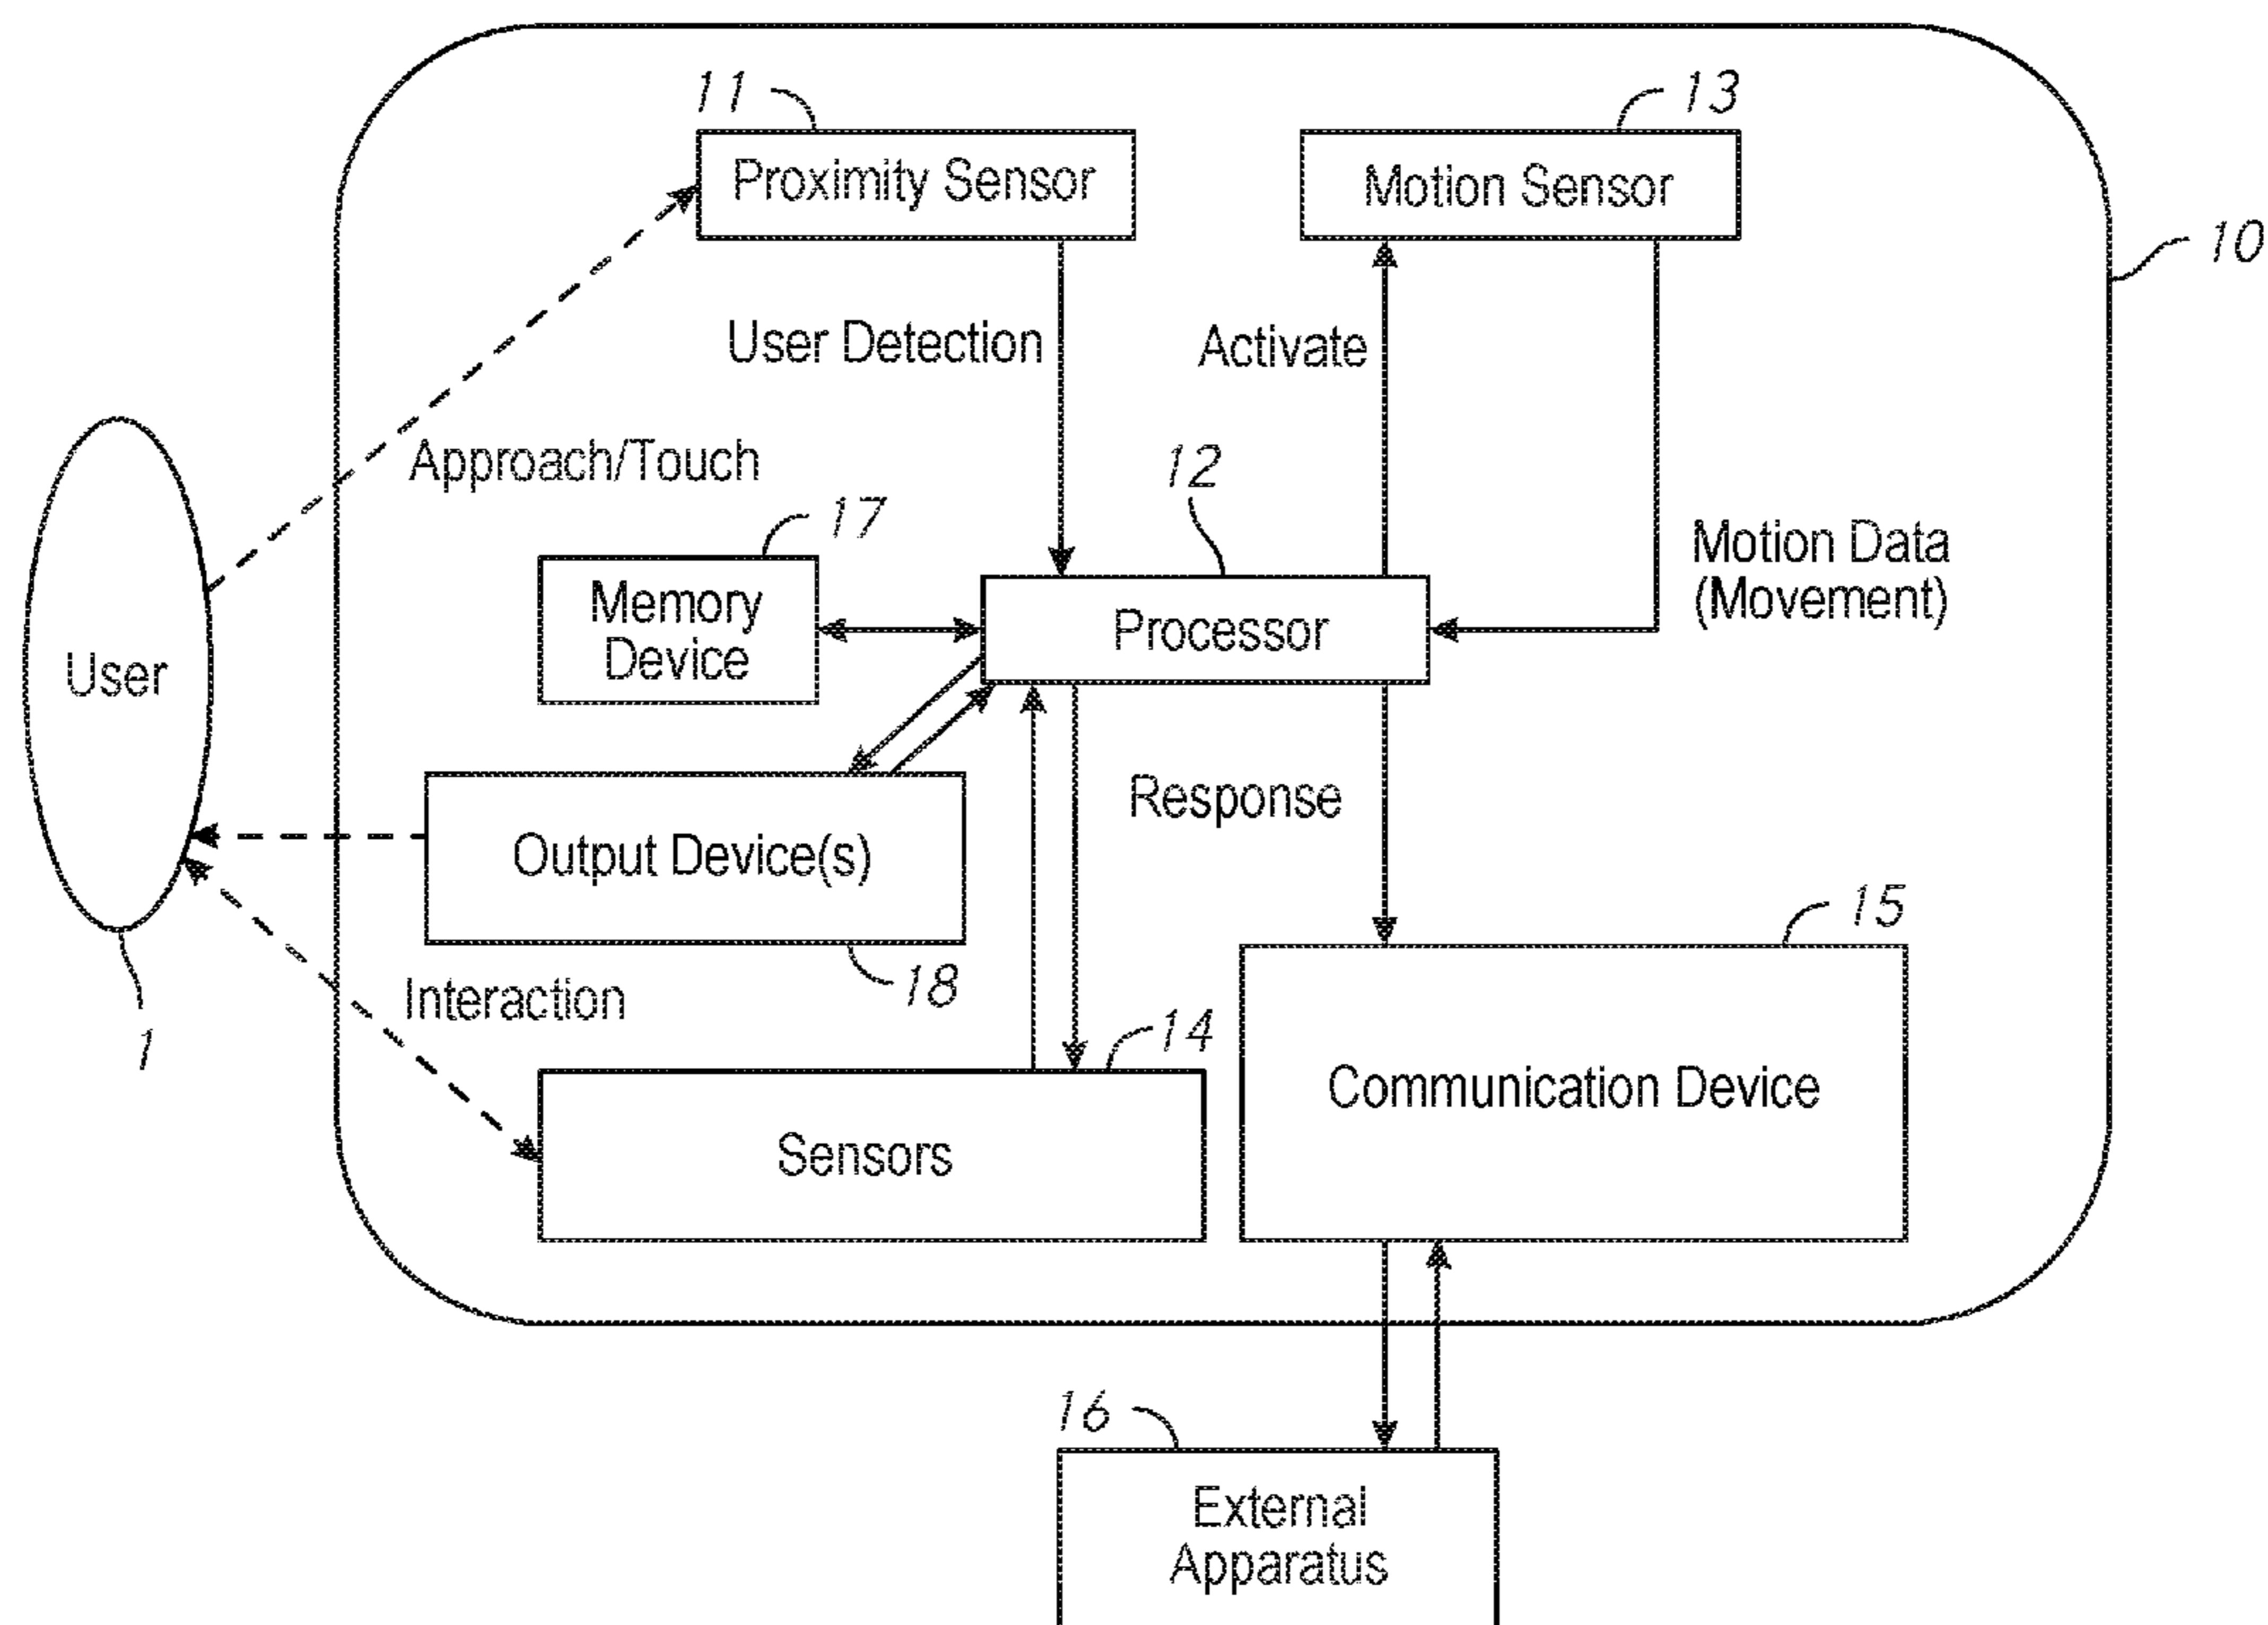 11
13
Proximity Sensor
Motion Sensor
10
User Detection
Activate
Approach/Touch
12
17
Motion Data
(Movement)
Memory
Device
Processor
User
Response
Output Device(s)
15
18
Interaction
14
1
Communication Device
Sensors
16
External
Apparatus